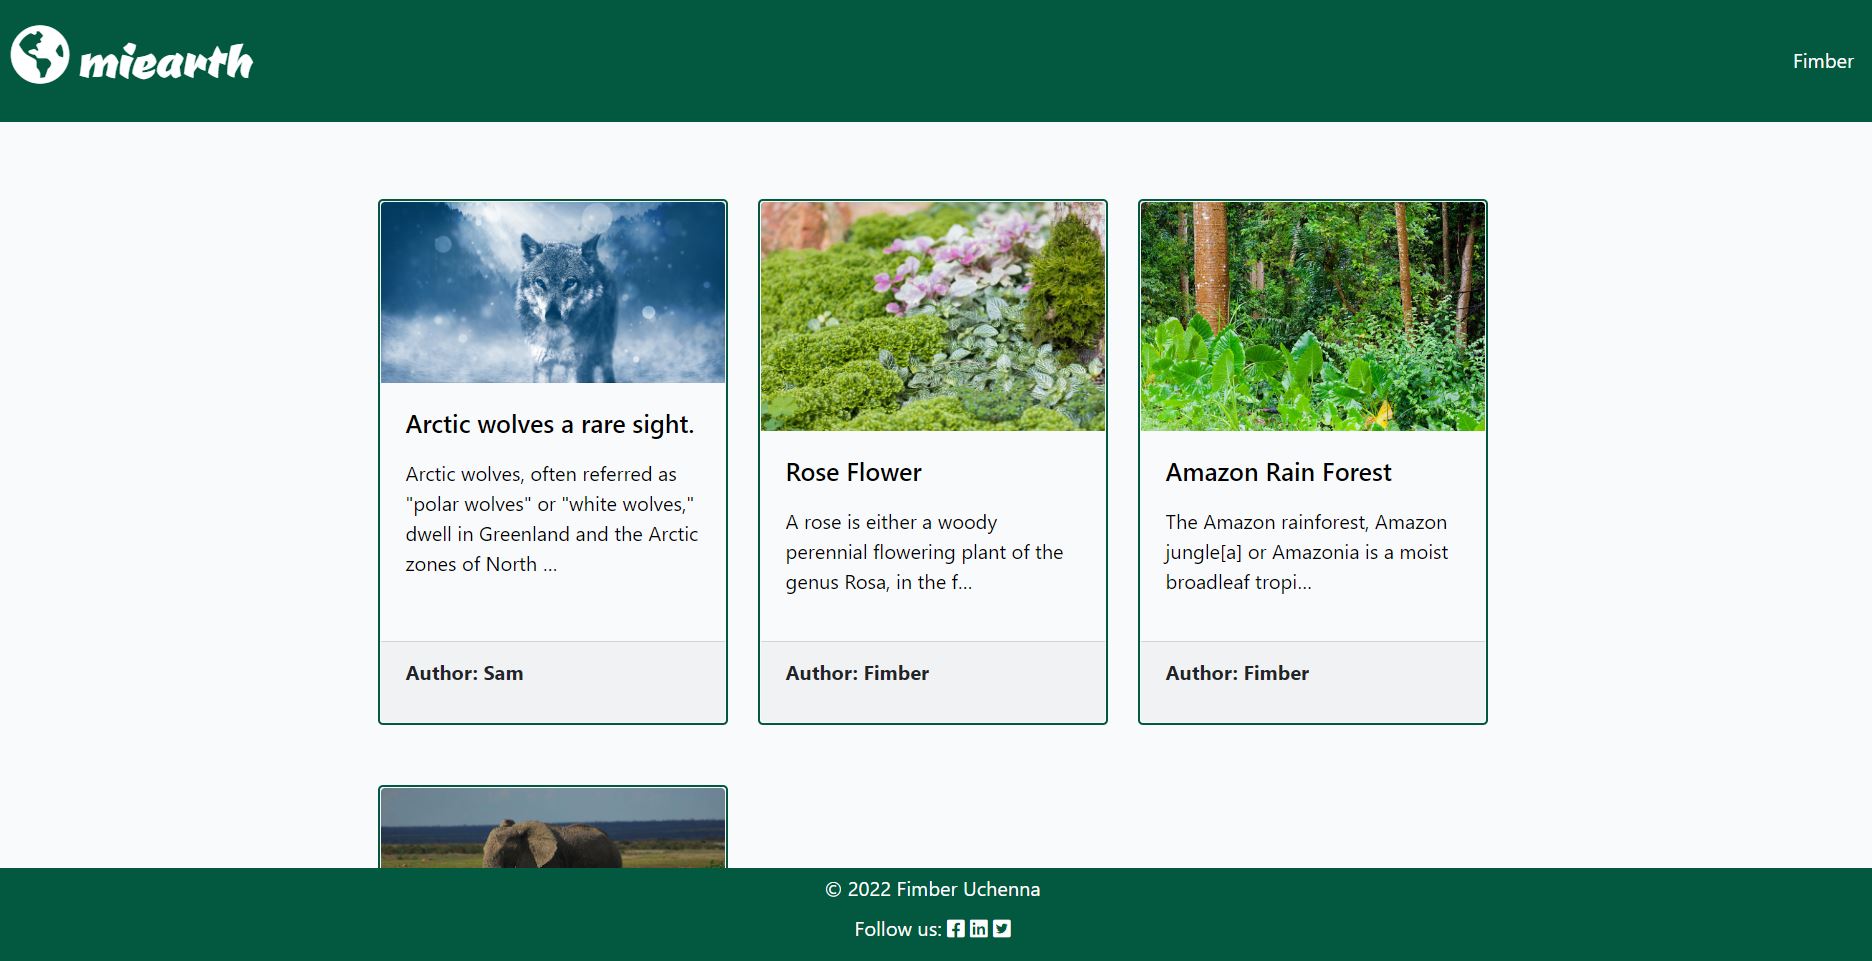 miearth
Fimber
Arctic wolves a rare sight.
Arctic wolves, often referred as
"polar wolves" or "white wolves,"
dwell in Greenland and the Arctic
zones of North ...
Author: Sam
Rose Flower
A rose is either a woody
perennial flowering plant of the
genus Rosa, in the f...
Author: Fimber
Amazon Rain Forest
The Amazon rainforest, Amazon
jungle[a] or Amazonia is a moist
broadleaf tropi...
Author: Fimber
© 2022 Fimber Uchenna
Follow us: